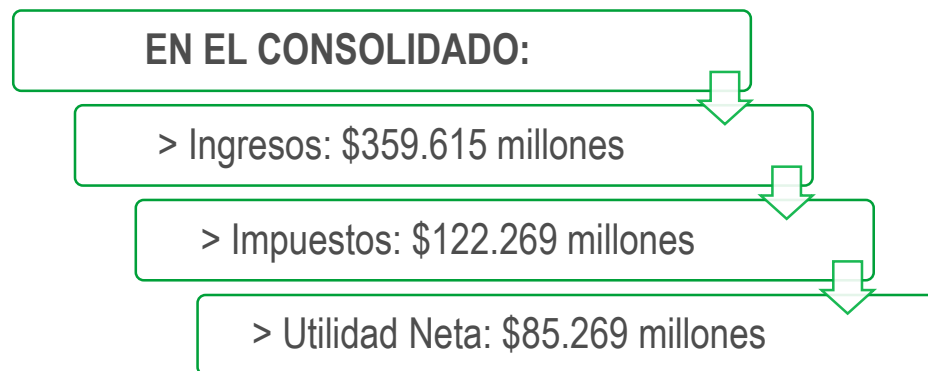 EN EL CONSOLIDADO:
> Ingresos: $359.615 millones
> Impuestos: $122.269 millones
> Utilidad Neta: $85.269 millones